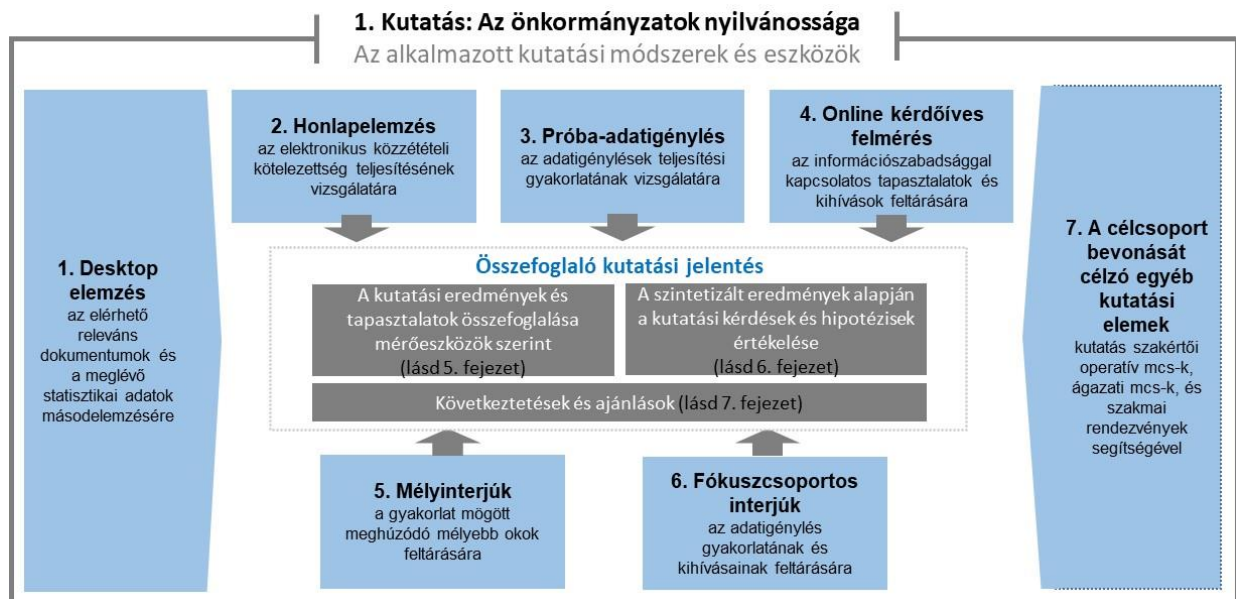 1. Kutatás: Az önkormányzatok nyilvánossága
Az alkalmazott kutatási módszerek és eszközök
1. Desktop
elemzés
az elérhető
releváns
dokumentumok és
a meglévő
statisztikai adatok
másodelemzésére
2. Honlapelemzés
az elektronikus közzétételi
kötelezettség teljesítésének
vizsgálatára
3. Próba-adatigénylés
az adatigénylések teljesítési
gyakorlatának vizsgálatára
4. Online kérdőíves
felmérés
az információszabadsággal
kapcsolatos tapasztalatok és
kihívások feltárására
Összefoglaló kutatási jelentés
A kutatási eredmények és
tapasztalatok összefoglalása
mérőeszközök szerint
(lásd 5. fejezet)
A szintetizált eredmények alapján
a kutatási kérdések és hipotézisek
értékelése
(lásd 6. fejezet)
Következtetések és ajánlások (lásd 7. fejezet)
5. Mélyinterjúk
a gyakorlat mögött
meghúzódó mélyebb okok
feltárására
6. Fókuszcsoportos
interjúk
az adatigénylés
gyakorlatának és
kihívásainak feltárására
7. A célcsoport
bevonását
célzó egyéb
kutatási
elemek
kutatás szakértői
operatív mcs-k,
ágazati mcs-k, és
szakmai
rendezvények
segítségével